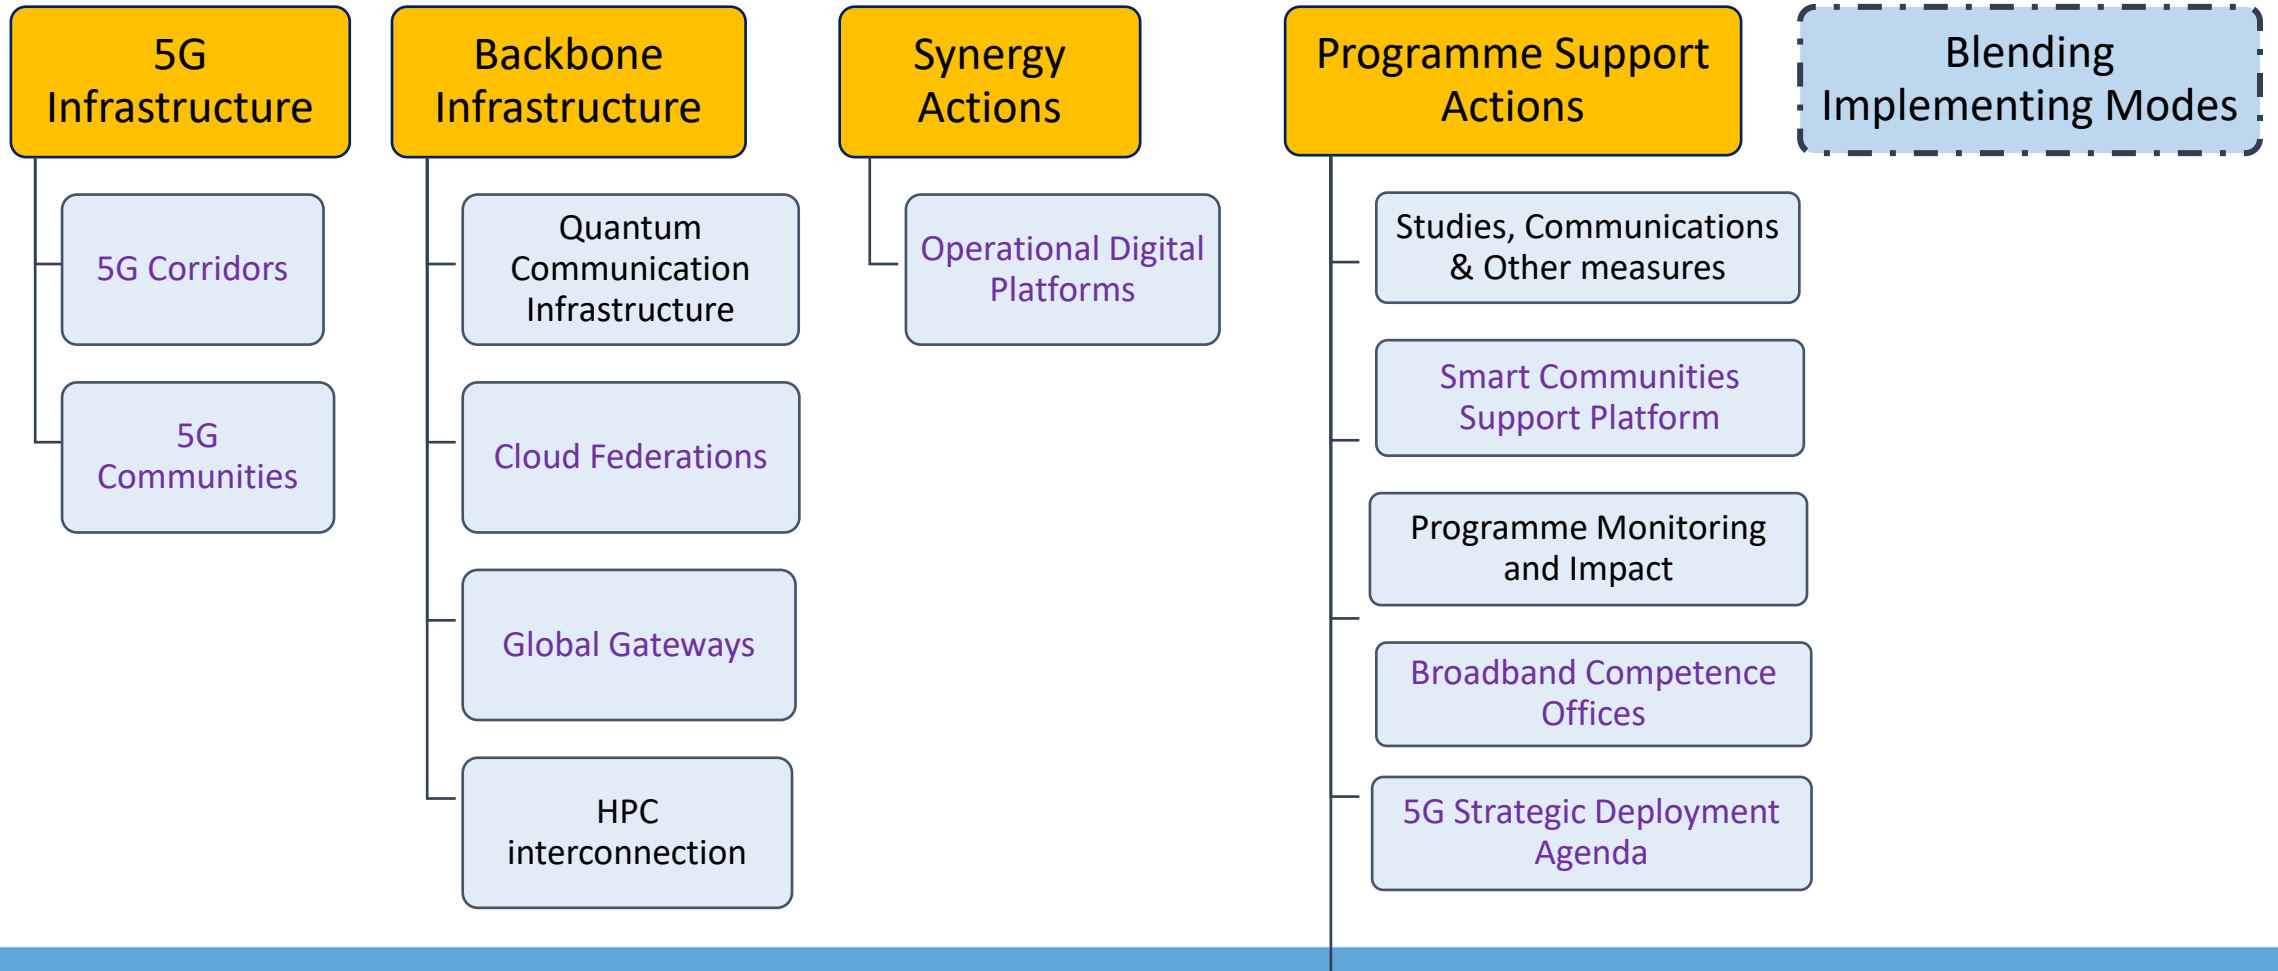 5G
Infrastructure
5G Corridors
5G
Communities
Backbone
Infrastructure
Quantum
Communication
Infrastructure
Cloud Federations
Global Gateways
HPC
interconnection
Synergy
Actions
Operational Digital
Platforms
Programme Support
Actions
Studies, Communications
& Other measures
Smart Communities
Support Platform
Programme Monitoring
and Impact
Broadband Competence
Offices
5G Strategic Deployment
Agenda
Blending
Implementing Modes